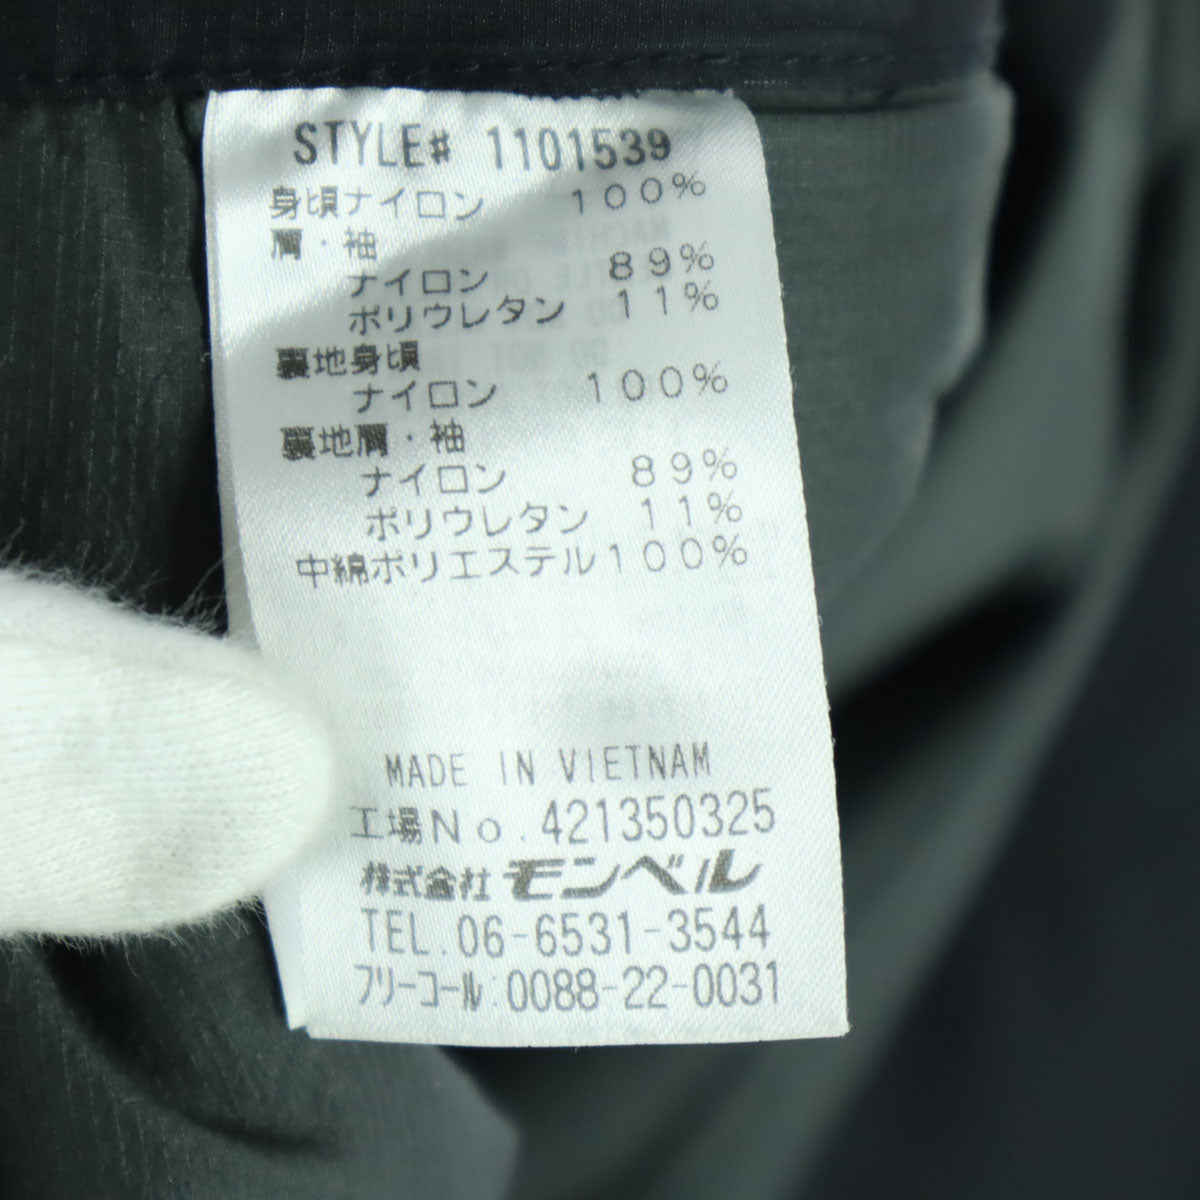 STYLE# 1101539
身頃ナイロン 100%
肩・袖
ナイロン 89%
ポリウレタン 11%
裏地身頃
ナイロン 100%
裏地肩・袖
ナイロン 89%
ポリウレタン 11%
中綿ポリエステル100%
MADE IN VIETNAM
工場No.421350325
株式会社 モンベル
TEL.06-6531-3544
フリーコール:0088-22-0031